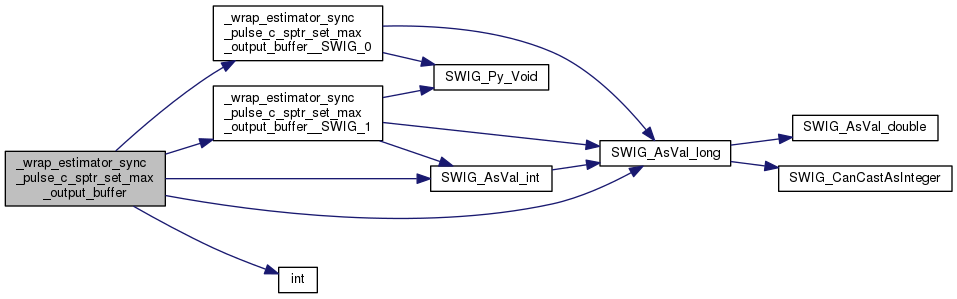 _wrap_estimator_sync
_pulse_c_sptr_set_max
_output_buffer__SWIG_0
SWIG_Py_Void
_wrap_estimator_sync
_pulse_c_sptr_set_max
_output_buffer__SWIG_1
SWIG_AsVal_double
SWIG_AsVal_long
_wrap_estimator_sync
_pulse_c_sptr_set_max
_output_buffer
SWIG_AsVal_int
SWIG_CanCastAsInteger
int